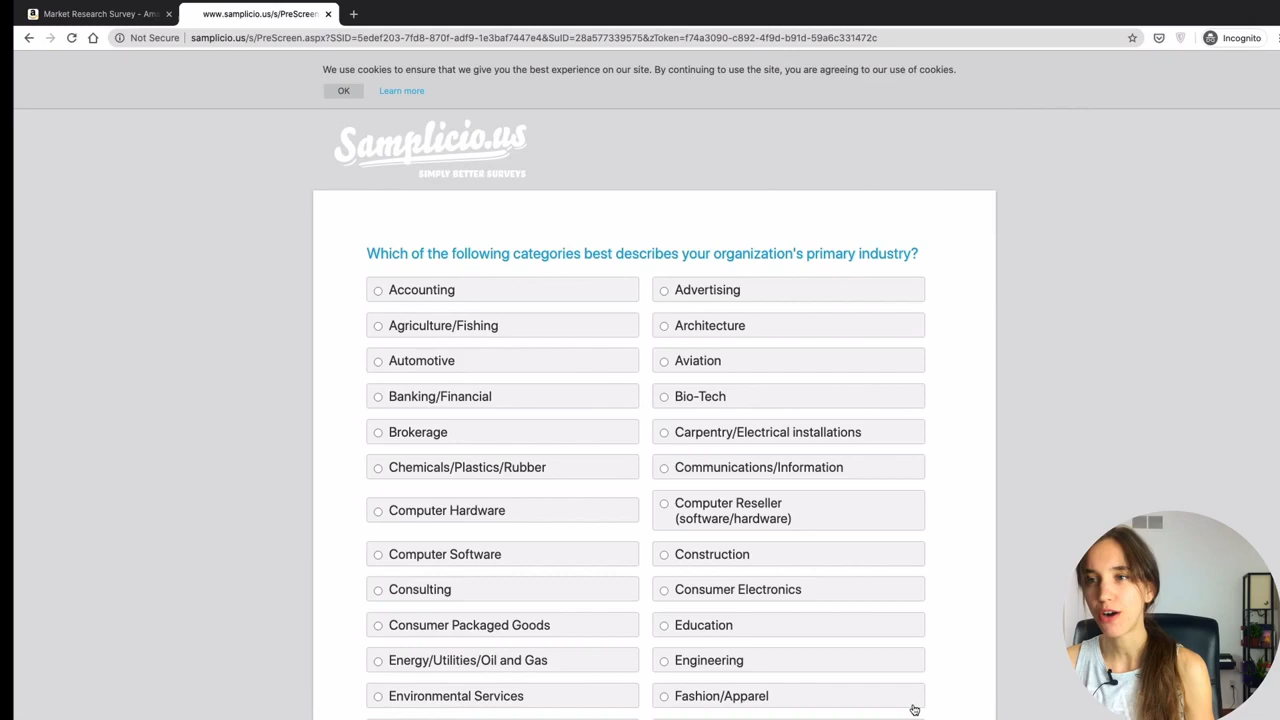 Market Research Survey - Am
www.samplicio.us/s/PreScreen
Not Secure
samplicio.us/s/PreScreen.aspx?SSID=5edef203-7fd8-870f-adf9-1e3baf7447e4&SUID=28a577339575&zToken=f74a3090-c892-4f9d-b91d-59a6c331472c
Incognito
We use cookies to ensure that we give you the best experience on our site. By continuing to use the site, you are agreeing to our use of cookies.
OK
Learn more
Samplicio.us
SIMPLY BETTER SURVEYS
Which of the following categories best describes your organization's primary industry?
Accounting
Advertising
Agriculture/Fishing
Architecture
Automotive
Aviation
Banking/Financial
Bio-Tech
Brokerage
Carpentry/Electrical installations
Chemicals/Plastics/Rubber
Communications/Information
Computer Hardware
Computer Reseller
(software/hardware)
Computer Software
Construction
Consulting
Consumer Electronics
Consumer Packaged Goods
Education
Energy/Utilities/Oil and Gas
Engineering
Environmental Services
Fashion/Apparel